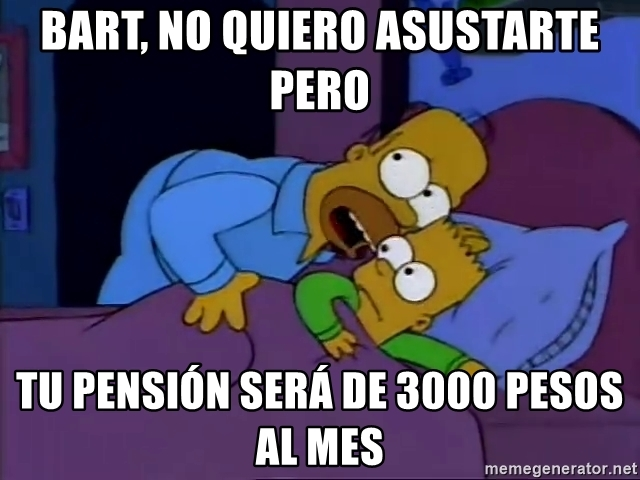 BART, NO QUIERO ASUSTARTE
PERO
TU PENSIÓN SERÁ DE 3000 PESOS
AL MES
memegenerator.net